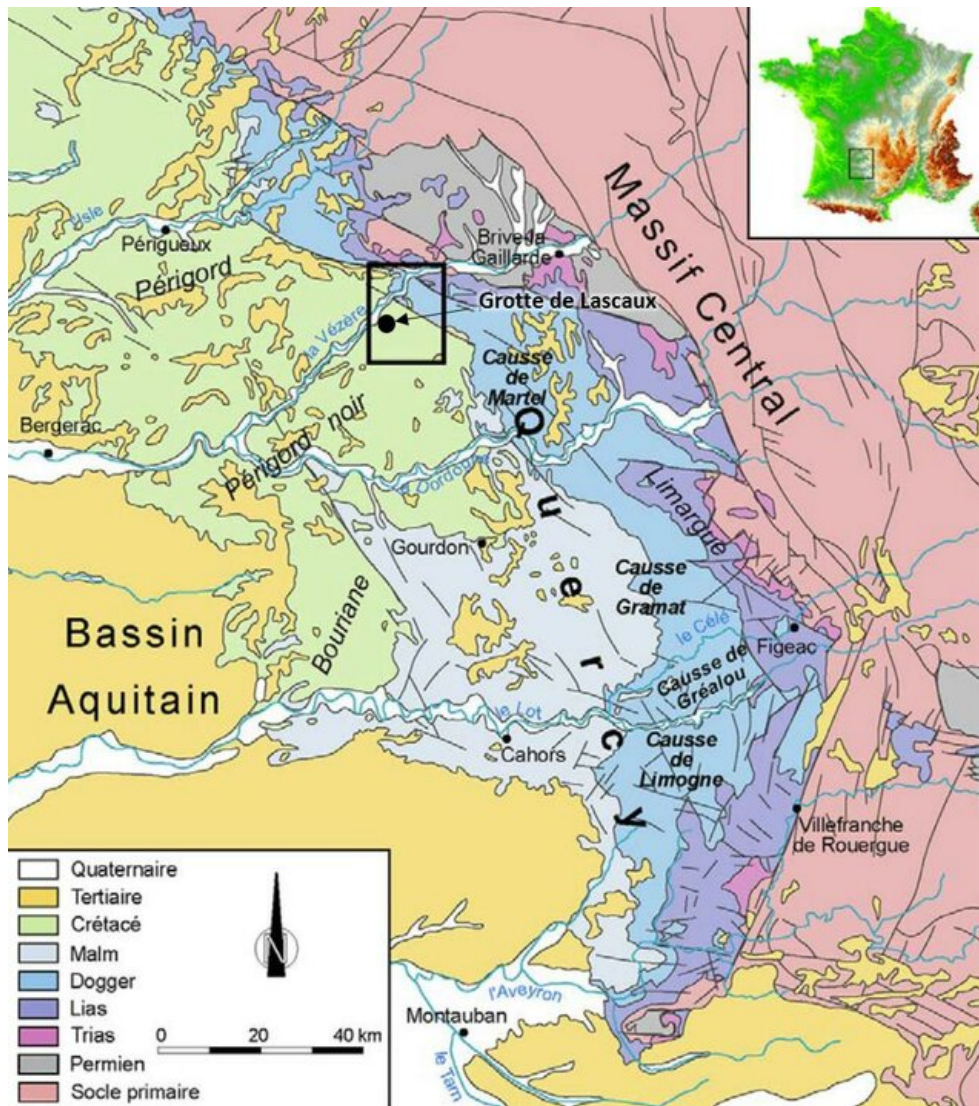 l'Isle
Périgueux
Périgord
Brive-la
Gaillarde
Massif Central
Grotte de Lascaux
la Vézère
Causse
de
Martel
Bergerac
Périgord noir
la Dordogne
Quercy
Limargue
Gourdon
Causse
de
Gramat
Bouriane
le Célé
Figeac
Bassin
Aquitain
Causse de
Gréalou
le Lot
Cahors
Causse
de
Limogne
Villefranche
de Rouergue
Quaternaire
Tertiaire
Crétacé
Malm
Dogger
Lias
Trias
Permien
Socle primaire
N
0 20 40 km
l'Aveyron
Montauban
le Tarn